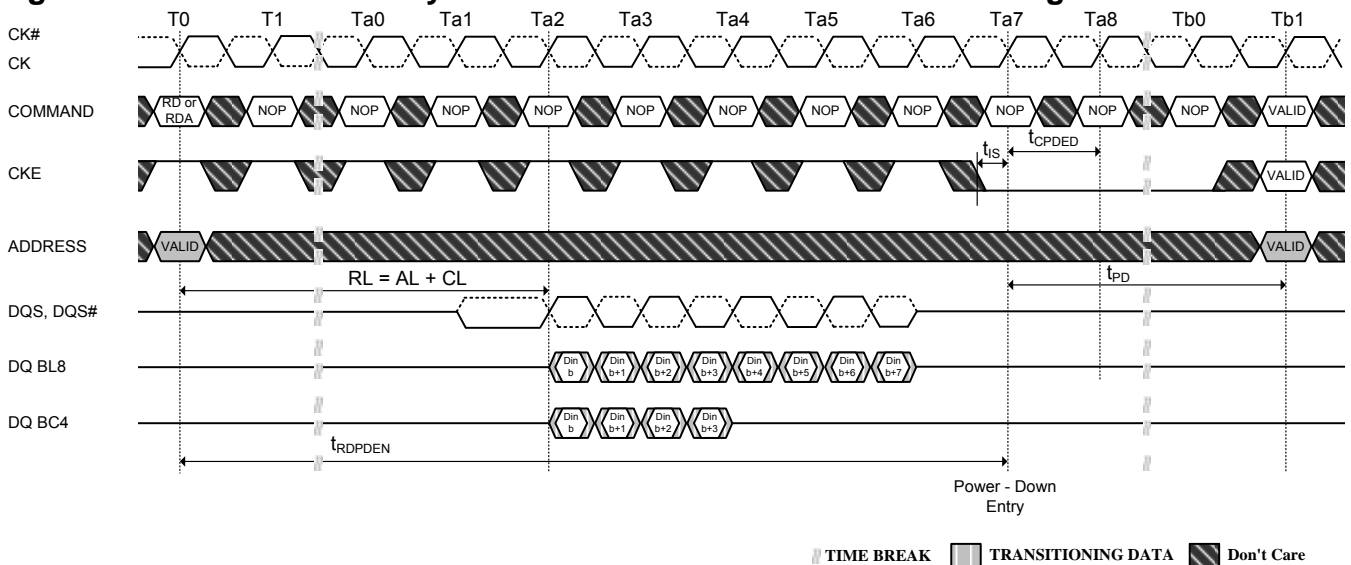 T0 T1 Ta0 Ta1 Ta2 Ta3 Ta4 Ta5 Ta6 Ta7 Ta8 Tb0 Tb1
CK#
CK
COMMAND
RD or
RDA
NOP NOP NOP NOP NOP NOP NOP NOP NOP NOP NOP VALID
tIS
tCPDED
CKE
VALID
ADDRESS
VALID
VALID
RL = AL + CL
tPD
DQS, DQS#
DQ BL8
Din
b
Din
b+1
Din
b+2
Din
b+3
Din
b+4
Din
b+5
Din
b+6
Din
b+7
DQ BC4
Din
b
Din
b+1
Din
b+2
Din
b+3
tRDPDEN
Power - Down
Entry
TIME BREAK
TRANSITIONING DATA
Don't Care